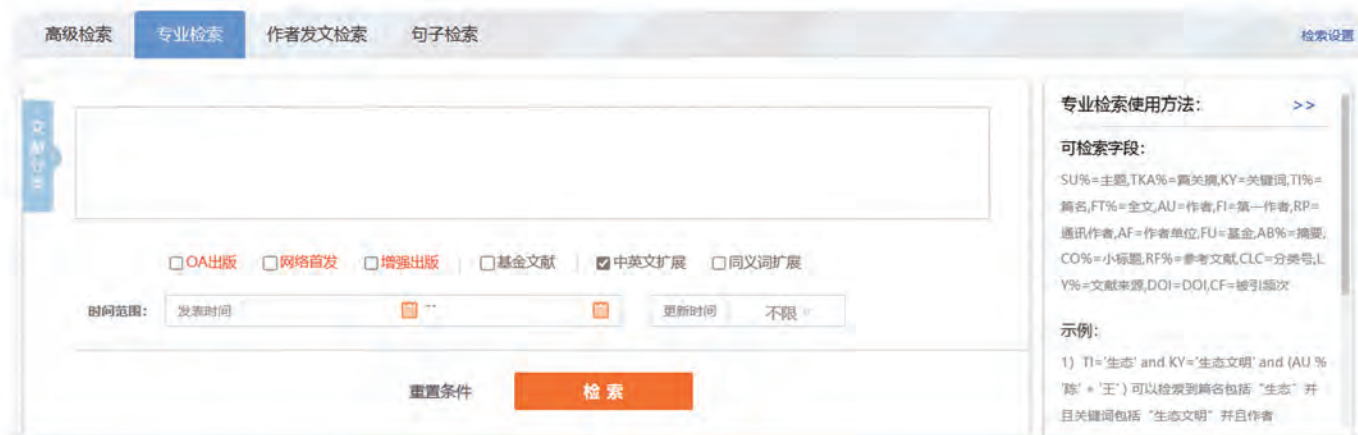 高级检索 专业检索 作者发文检索 句子检索 检索设置
文献分类
□OA出版 □网络首发 □增强出版 □基金文献 ☑中英文扩展 □同义词扩展
时间范围: 发表时间 -- 更新时间 不限
重置条件 检索
专业检索使用方法: >>
可检索字段:
SU%=主题,TKA%=篇关摘,KY=关键词,TI%=
篇名,FT%=全文,AU=作者,FI=第一作者,RP=
通讯作者,AF=作者单位,FU=基金,AB%=摘要,
CO%=小标题,RF%=参考文献,CLC=分类号,L
Y%=文献来源,DOI=DOI,CF=被引频次
示例:
1) TI='生态' and KY='生态文明' and (AU %
'陈' + '王' ) 可以检索到篇名包括“生态”并
且关键词包括“生态文明”并且作者